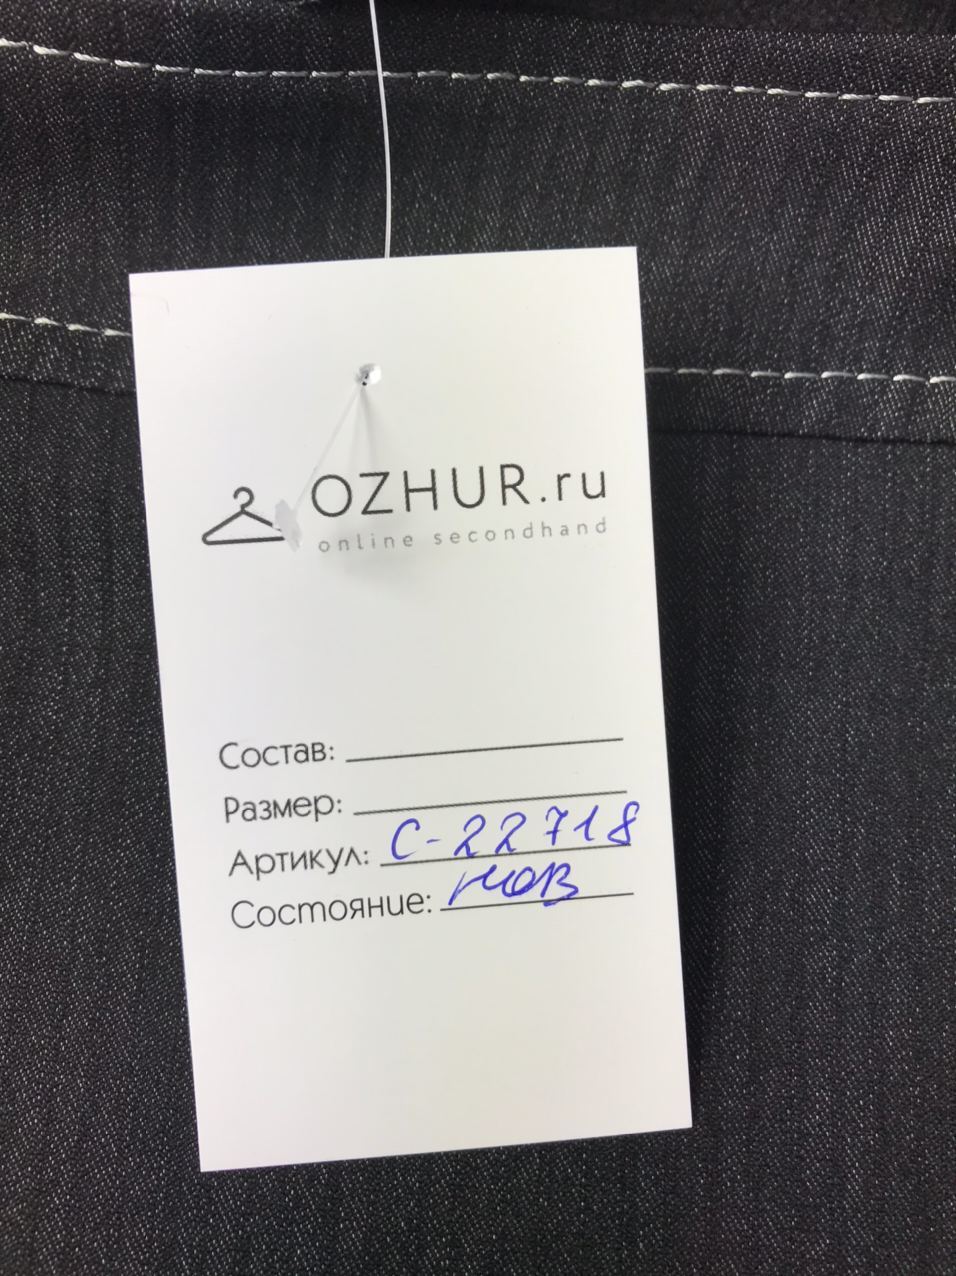 OZHUR.ru
online secondhand
Состав:
Размер:
Артикул: С-22718
Состояние: нов